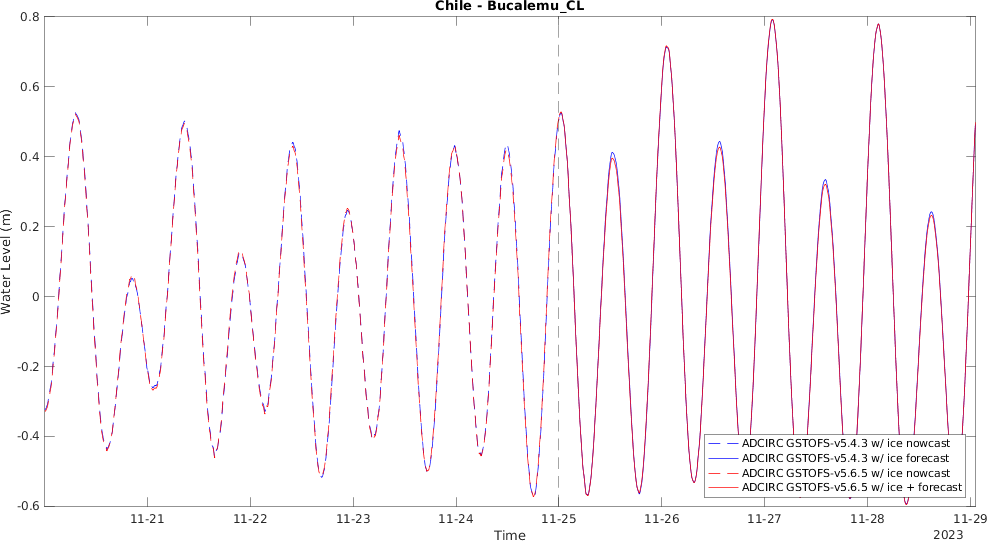 Chile - Bucalemu_CL
0.8
0.6
0.4
0.2
0
-0.2
-0.4
-0.6
Water Level (m)
ADCIRC GSTOFS-v5.4.3 w/ ice nowcast
ADCIRC GSTOFS-v5.4.3 w/ ice forecast
ADCIRC GSTOFS-v5.6.5 w/ ice nowcast
ADCIRC GSTOFS-v5.6.5 w/ ice + forecast
11-21 11-22 11-23 11-24 11-25 11-26 11-27 11-28 11-29
Time
2023